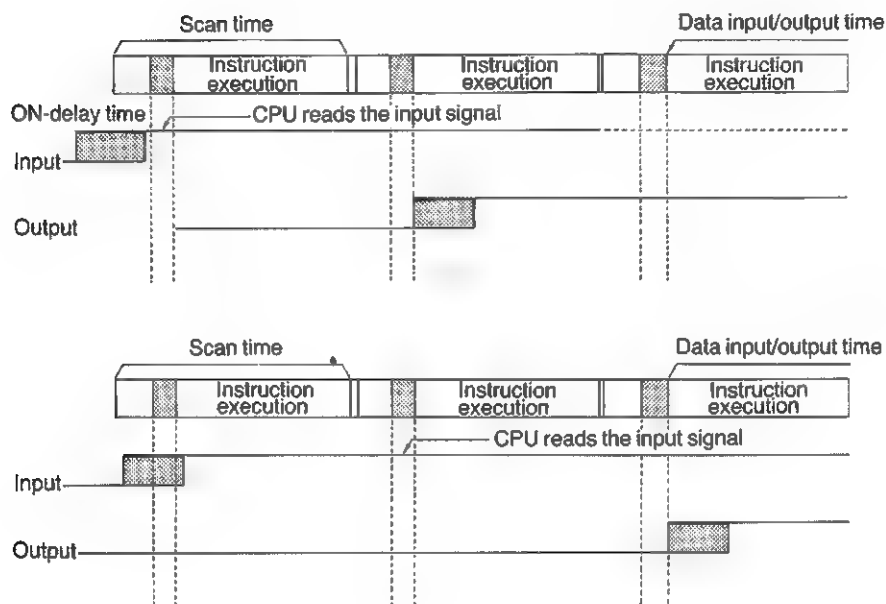 Scan time
Data input/output time
Instruction
execution
Instruction
execution
Instruction
execution
ON-delay time
CPU reads the input signal
Input
Output
Scan time
Data input/output time
Instruction
execution
Instruction
execution
Instruction
execution
CPU reads the input signal
Input
Output